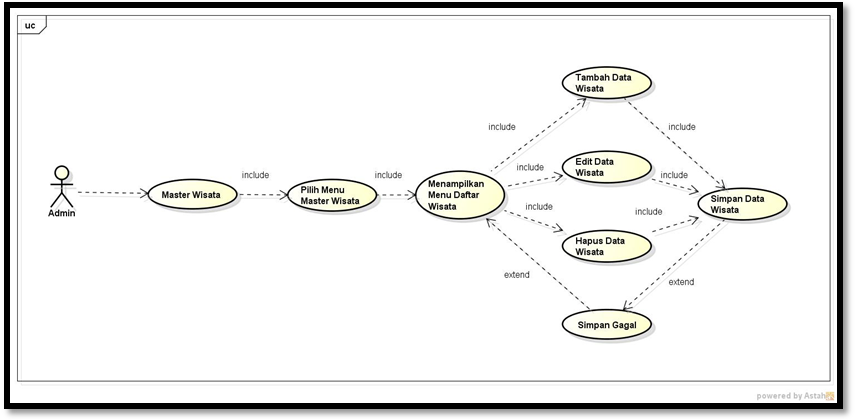 uc
Tambah Data
Wisata
include
include
Admin
Master Wisata
include
Pilih Menu
Master Wisata
include
Menampilkan
Menu Daftar
Wisata
include
Edit Data
Wisata
include
Simpan Data
Wisata
include
Hapus Data
Wisata
include
extend
extend
Simpan Gagal
powered by Astah